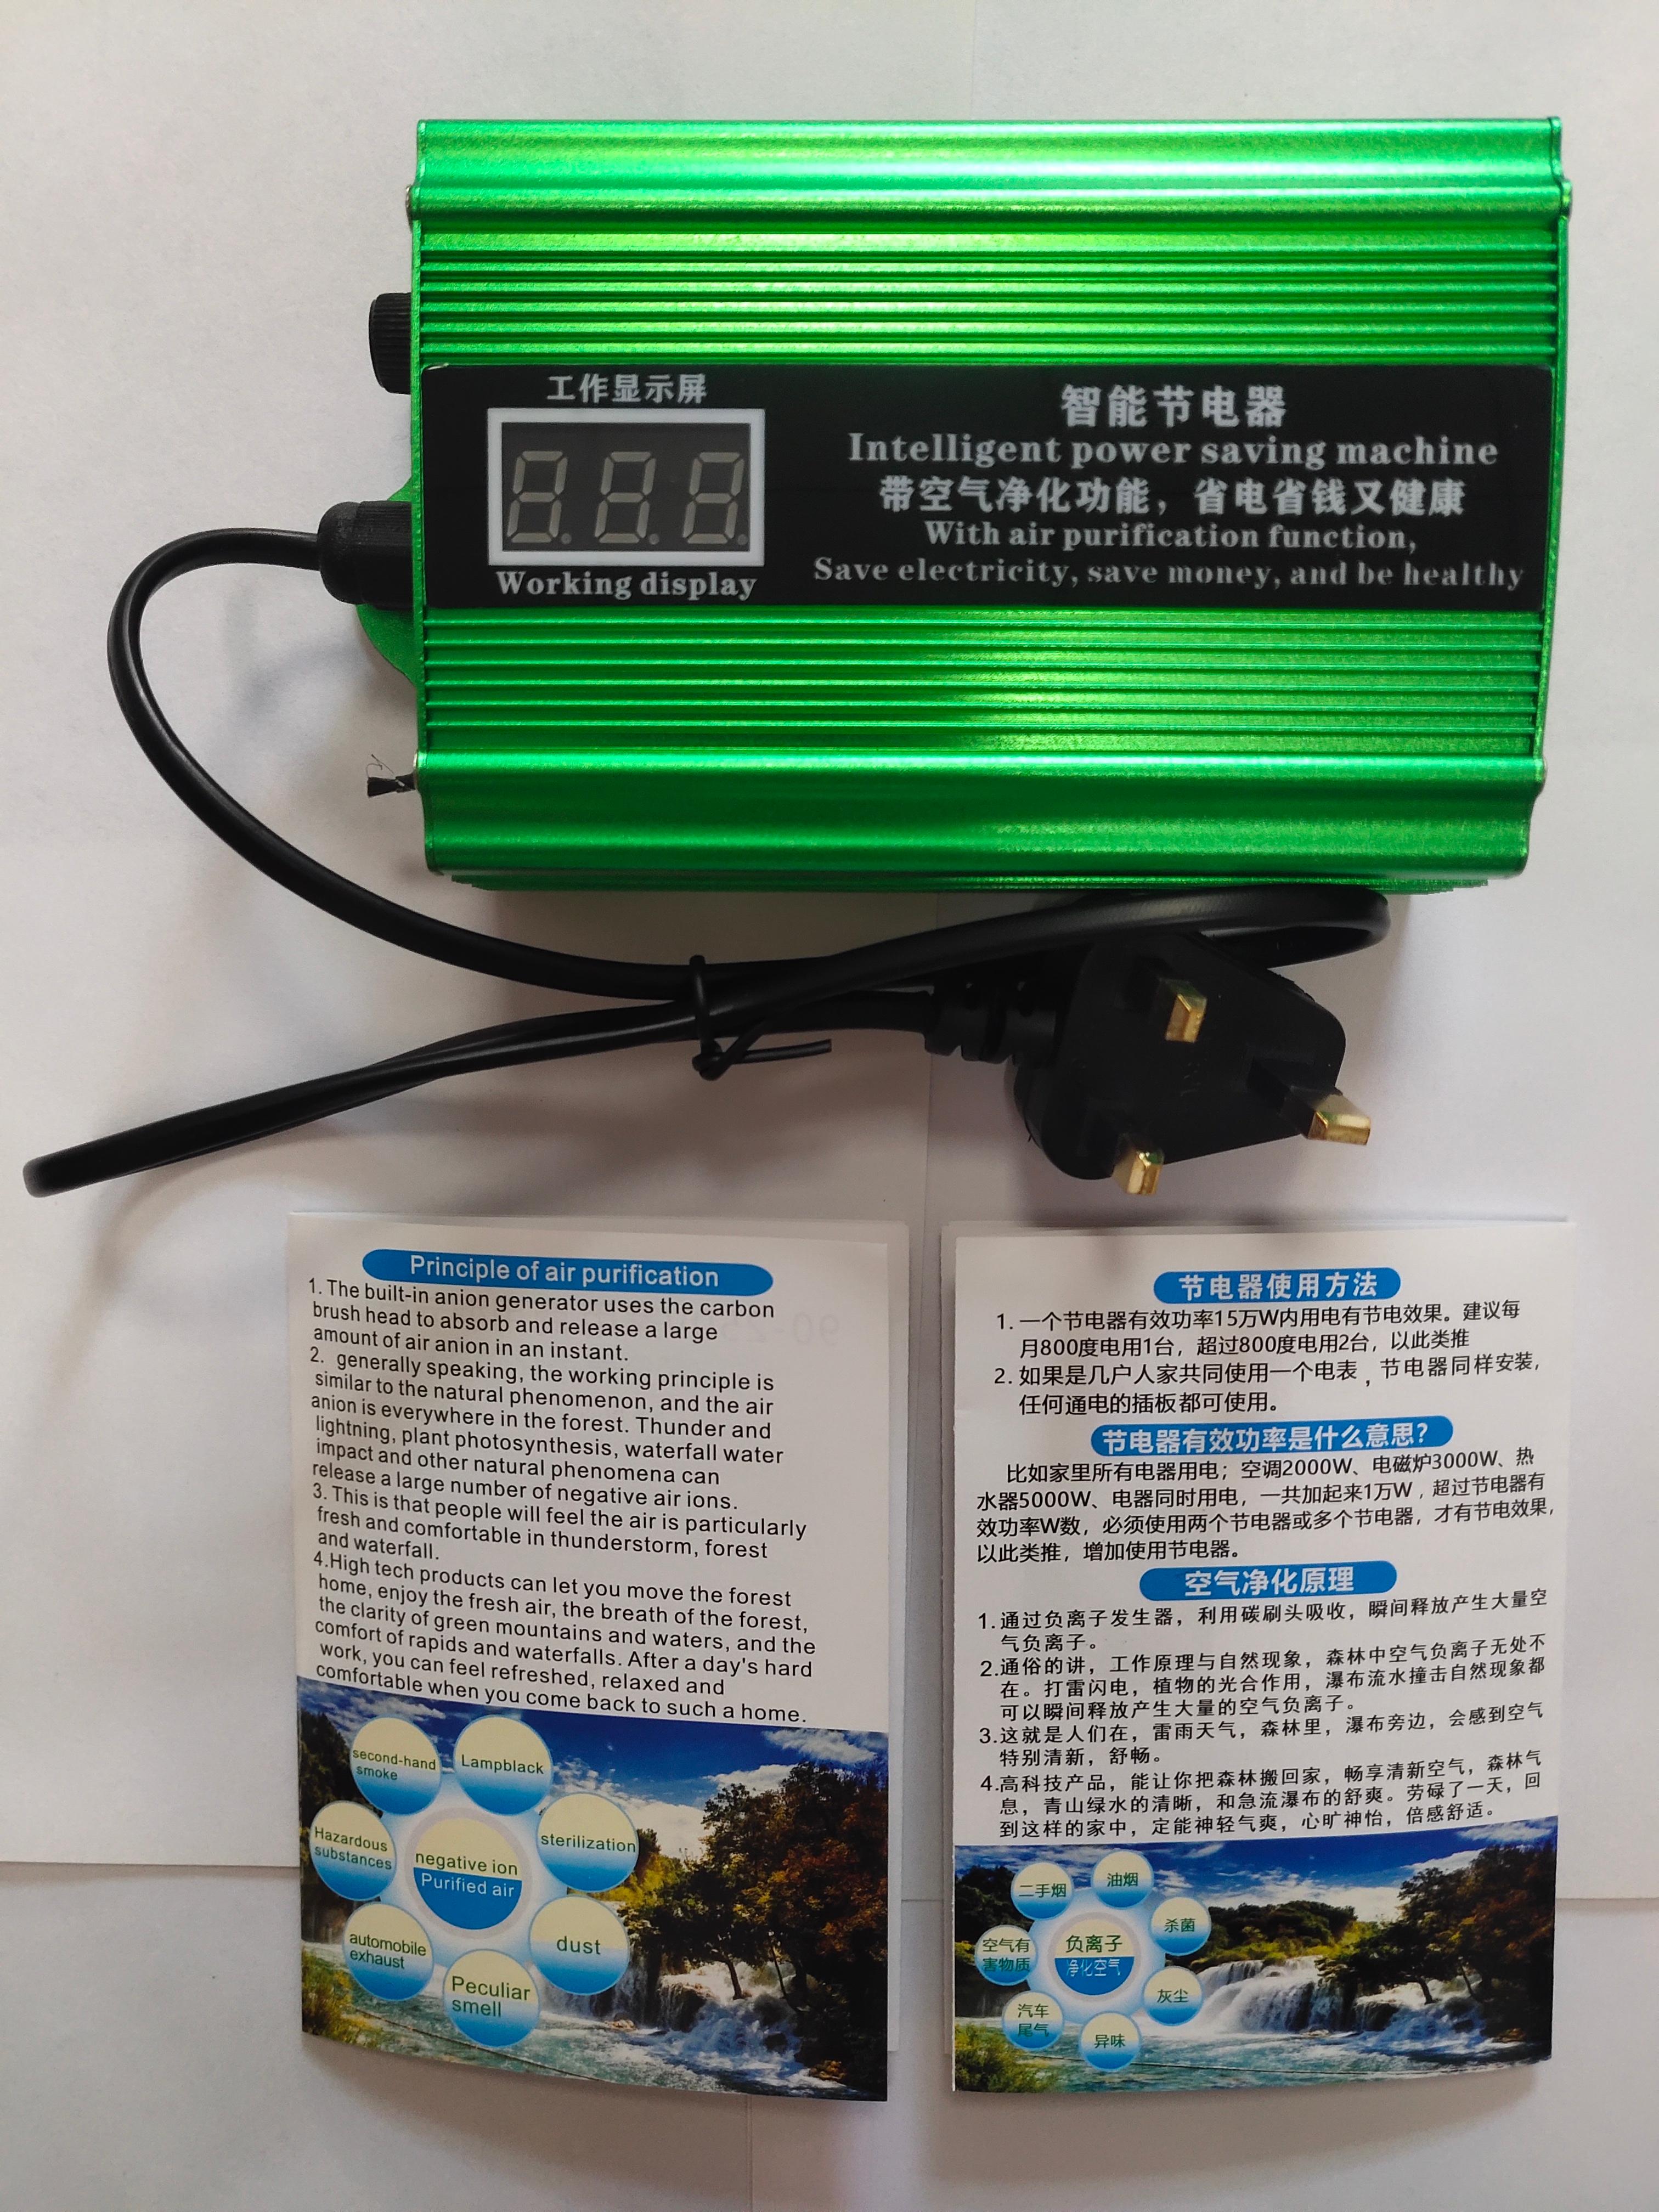 工作显示屏
8.8.8.
Working display
智能节电器
Intelligent power saving machine
带空气净化功能，省电省钱又健康
With air purification function,
Save electricity, save money, and be healthy
Principle of air purification
1. The built-in anion generator uses the carbon
brush head to absorb and release a large
amount of air anion in an instant.
2. generally speaking, the working principle is
similar to the natural phenomenon, and the air
anion is everywhere in the forest. Thunder and
lightning, plant photosynthesis, waterfall water
impact and other natural phenomena can
release a large number of negative air ions.
3. This is that people will feel the air is particularly
fresh and comfortable in thunderstorm, forest
and waterfall.
4.High tech products can let you move the forest
home, enjoy the fresh air, the breath of the forest,
the clarity of green mountains and waters, and the
comfort of rapids and waterfalls. After a day's hard
work, you can feel refreshed, relaxed and
comfortable when you come back to such a home.
second-hand
smoke
Lampblack
Hazardous
substances
sterilization
negative ion
Purified air
automobile
exhaust
dust
Peculiar
smell
节电器使用方法
1. 一个节电器有效功率15万W内用电有节电效果。建议每
月800度电用1台，超过800度电用2台，以此类推
2. 如果是几户人家共同使用一个电表，节电器同样安装，
任何通电的插板都可使用。
节电器有效功率是什么意思?
比如家里所有电器用电；空调2000W、电磁炉3000W、热
水器5000W、电器同时用电，一共加起来1万W，超过节电器有
效功率W数，必须使用两个节电器或多个节电器，才有节电效果，
以此类推，增加使用节电器。
空气净化原理
1.通过负离子发生器，利用碳刷头吸收，瞬间释放产生大量空
气负离子。
2.通俗的讲，工作原理与自然现象，森林中空气负离子无处不
在。打雷闪电，植物的光合作用，瀑布流水撞击自然现象都
可以瞬间释放产生大量的空气负离子。
3.这就是人们在，雷雨天气，森林里，瀑布旁边，会感到空气
特别清新，舒畅。
4.高科技产品，能让你把森林搬回家，畅享清新空气，森林气
息，青山绿水的清晰，和急流瀑布的舒爽。劳碌了一天，回
到这样的家中，定能神轻气爽，心旷神怡，倍感舒适。
二手烟
油烟
杀菌
空气有
害物质
负离子
净化空气
灰尘
汽车
尾气
异味